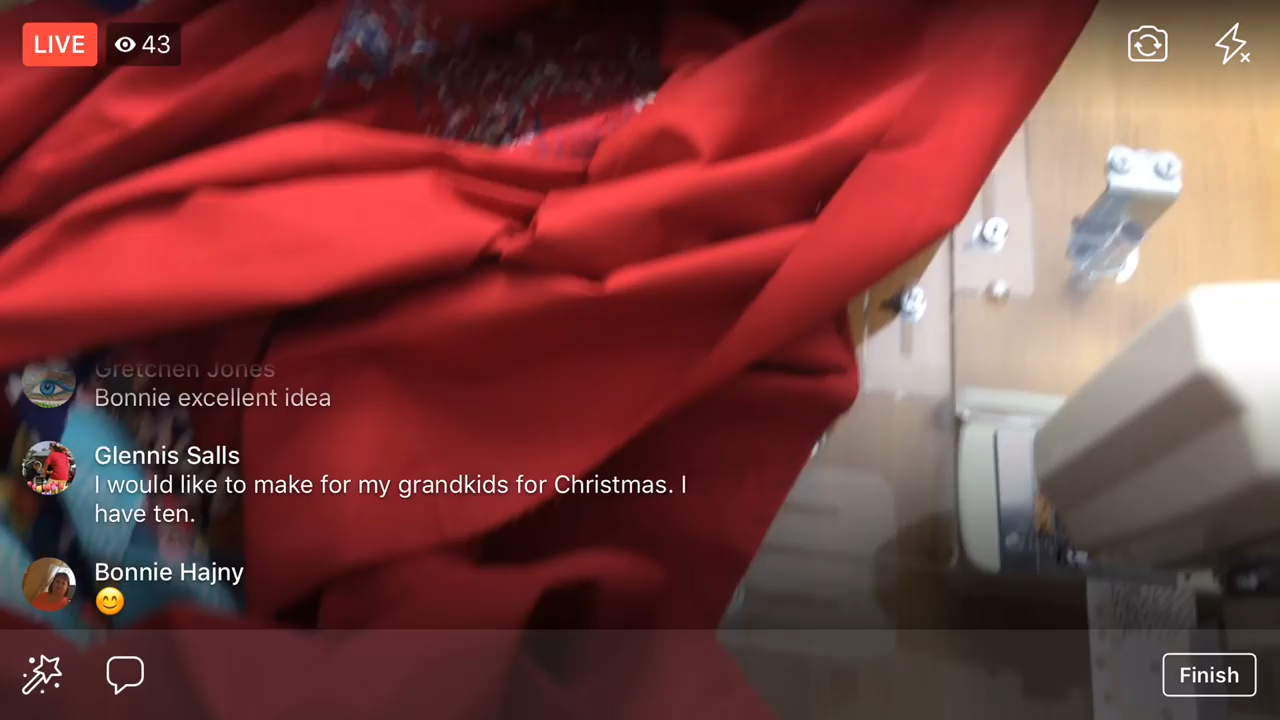 LIVE 43
Gretchen Jones
Bonnie excellent idea
Glennis Salls
I would like to make for my grandkids for Christmas. I
have ten.
Bonnie Hajny
😊
Finish